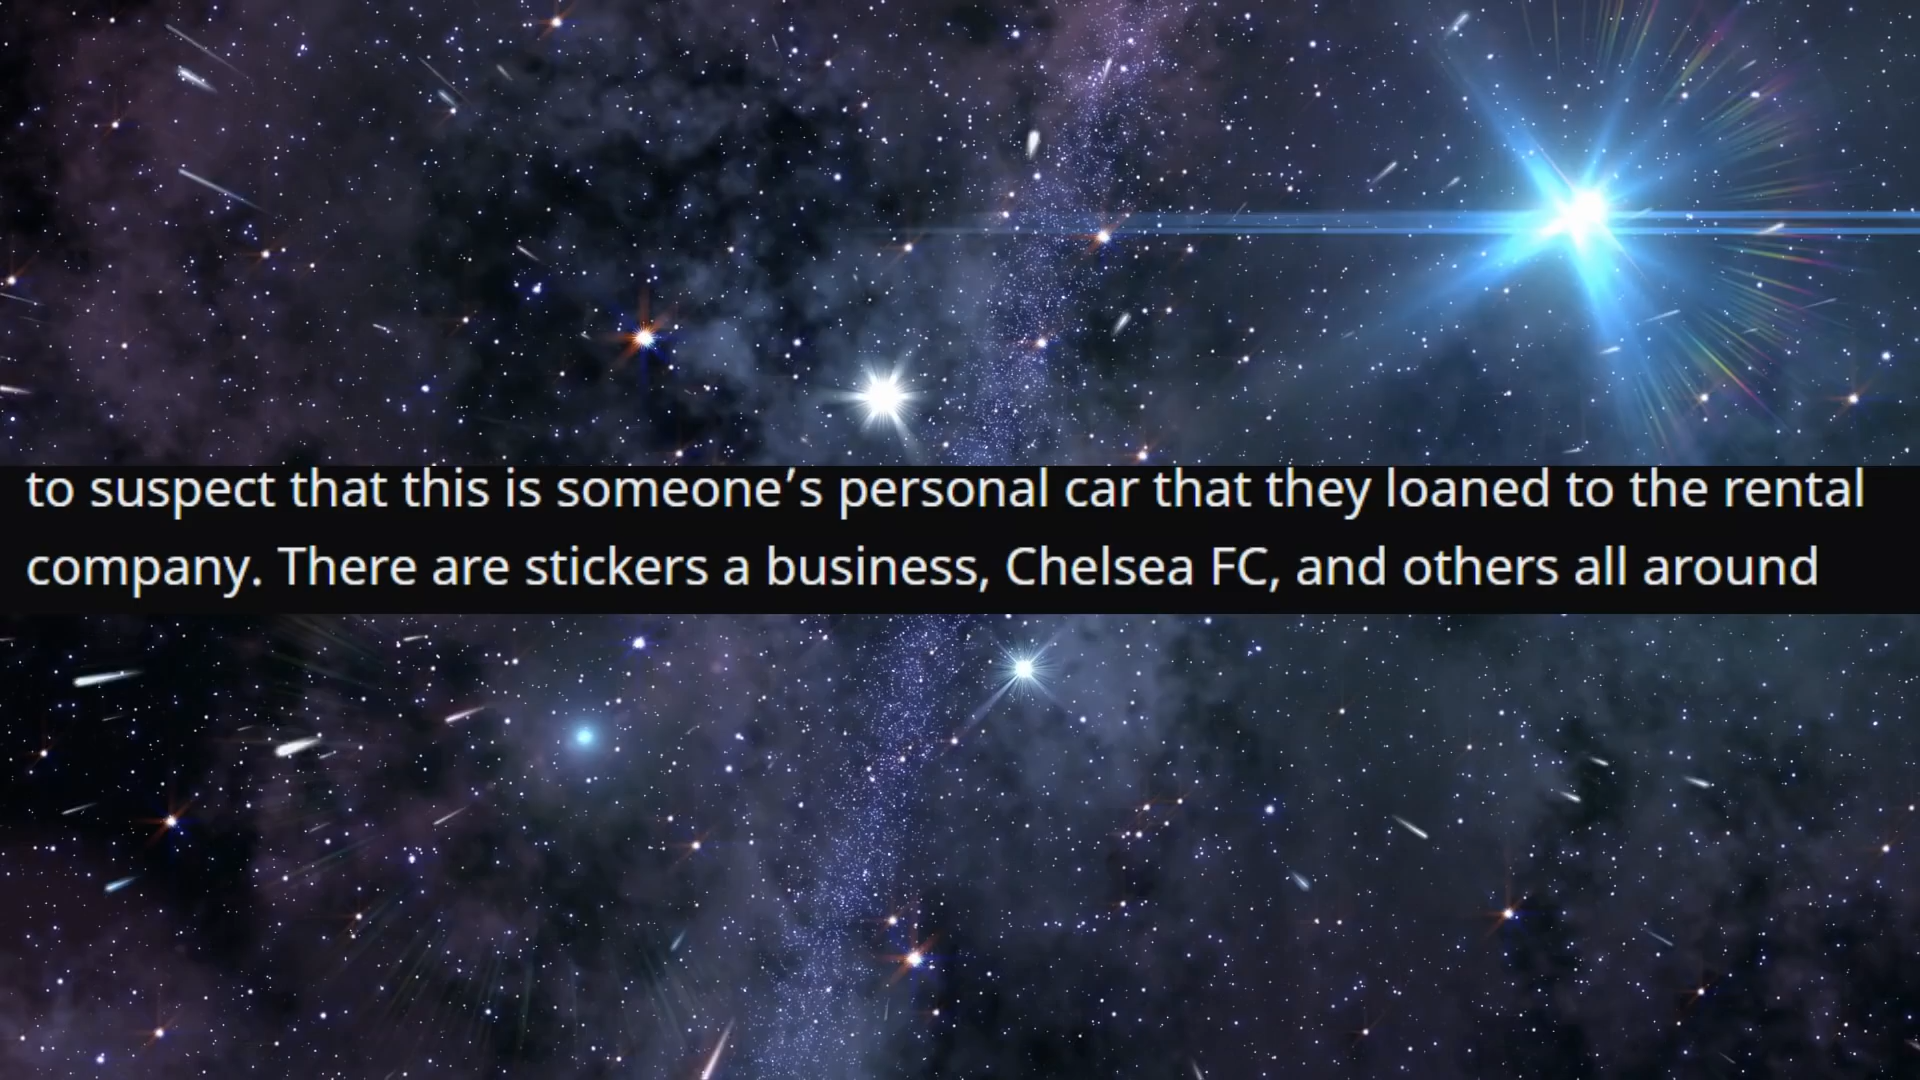 to suspect that this is someone’s personal car that they loaned to the rental
company. There are stickers a business, Chelsea FC, and others all around